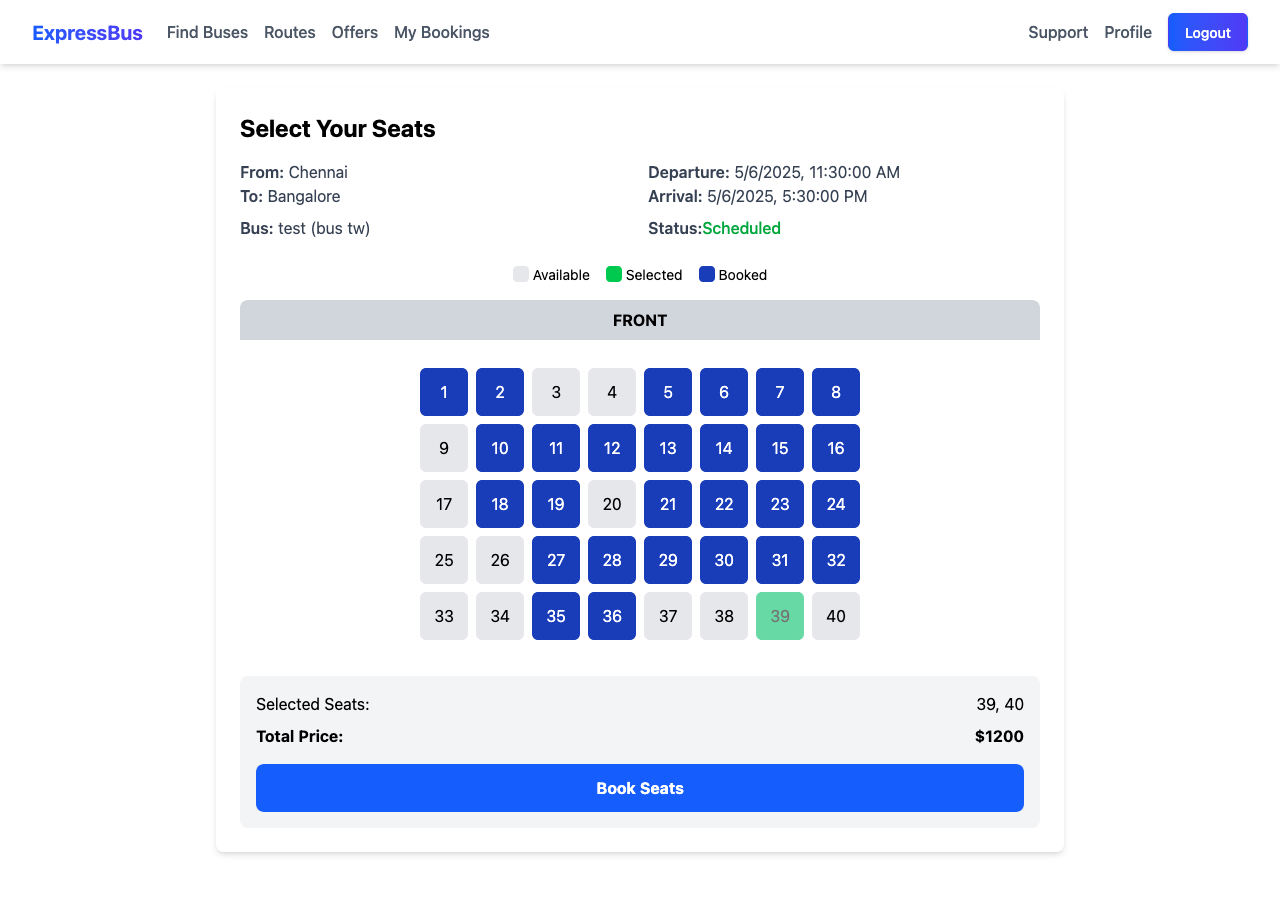 ExpressBus Find Buses Routes Offers My Bookings Support Profile Logout
Select Your Seats
From: Chennai
To: Bangalore
Departure: 5/6/2025, 11:30:00 AM
Arrival: 5/6/2025, 5:30:00 PM
Bus: test (bus tw)
Status:Scheduled
Available Selected Booked
FRONT
1 2 3 4 5 6 7 8
9 10 11 12 13 14 15 16
17 18 19 20 21 22 23 24
25 26 27 28 29 30 31 32
33 34 35 36 37 38 39 40
Selected Seats: 39, 40
Total Price: $1200
Book Seats